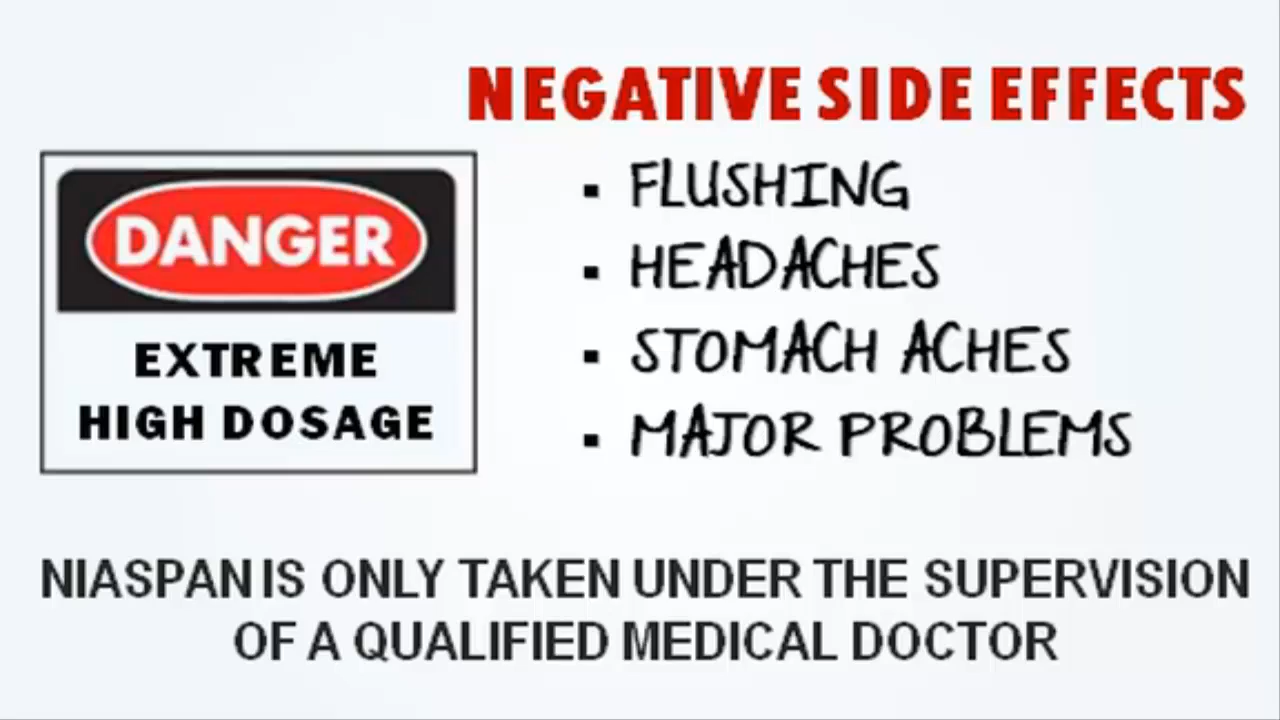 NEGATIVE SIDE EFFECTS
DANGER
EXTREME
HIGH DOSAGE
▪ FLUSHING
▪ HEADACHES
▪ STOMACH ACHES
▪ MAJOR PROBLEMS
NIASPAN IS ONLY TAKEN UNDER THE SUPERVISION
OF A QUALIFIED MEDICAL DOCTOR